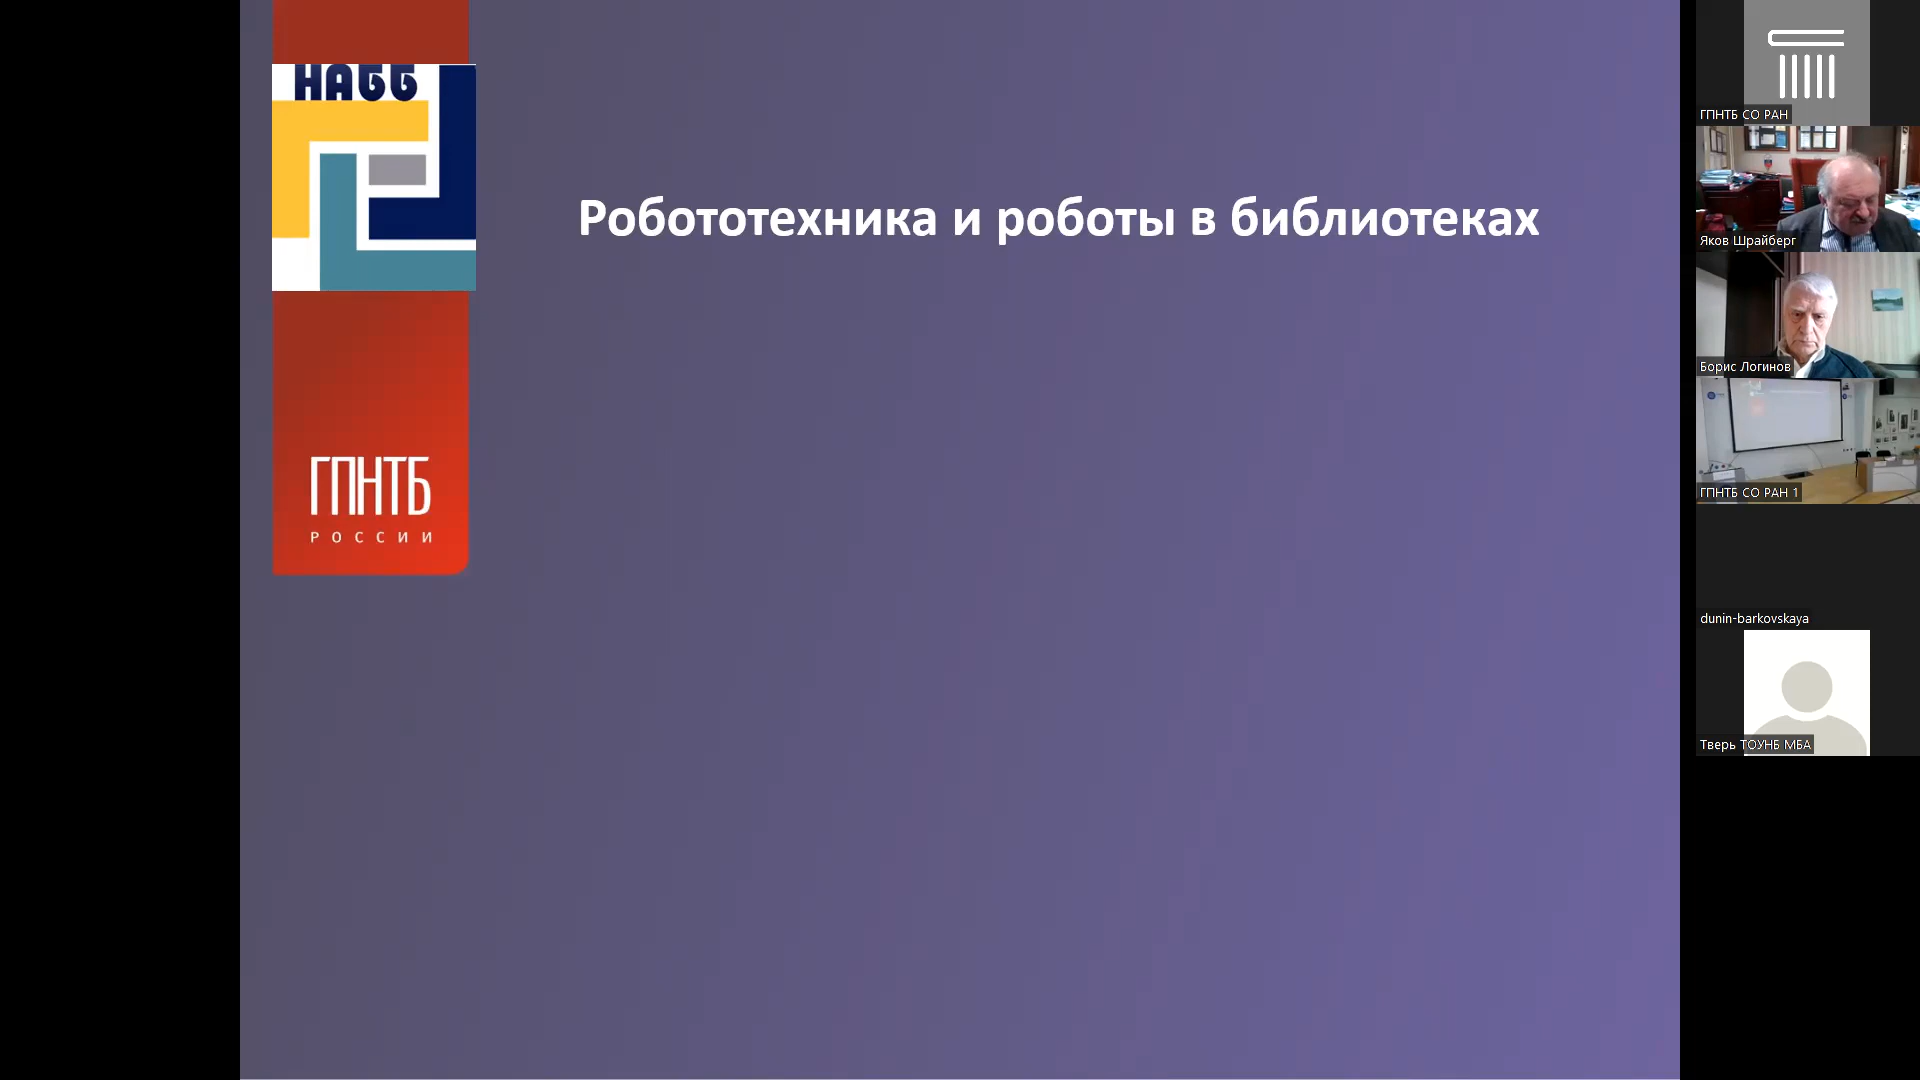 НАББ
Робототехника и роботы в библиотеках
ГПНТБ
РОССИИ
ГПНТБ СО РАН
Яков Шрайберг
Борис Логинов
ГПНТБ СО РАН 1
dunin-barkovskaya
Тверь ТОУНБ МБА